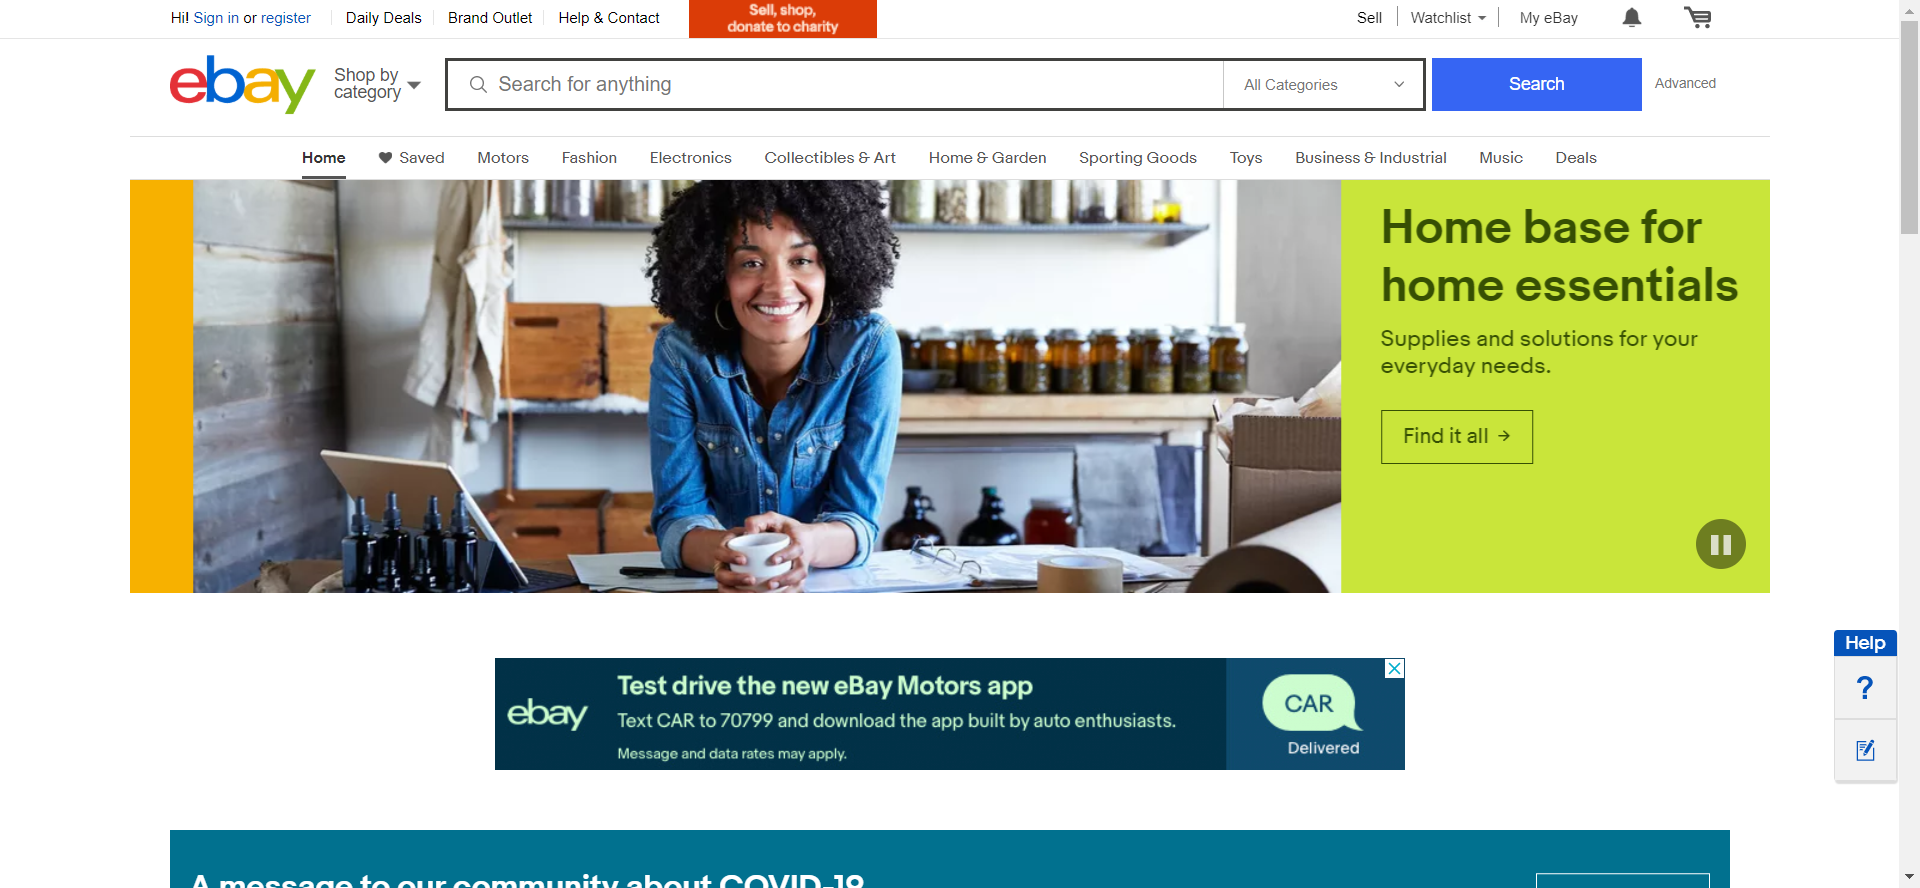 Hi! Sign in or register
Daily Deals
Brand Outlet
Help & Contact
Sell, shop,
donate to charity
Sell
Watchlist
My eBay
ebay
Shop by
category
Search for anything
All Categories
Search
Advanced
Home
Saved
Motors
Fashion
Electronics
Collectibles & Art
Home & Garden
Sporting Goods
Toys
Business & Industrial
Music
Deals
Home base for
home essentials
Supplies and solutions for your
everyday needs.
Find it all →
Help
?
ebay
Test drive the new eBay Motors app
Text CAR to 70799 and download the app built by auto enthusiasts.
Message and data rates may apply.
CAR
Delivered
A message to our community about COVID-19